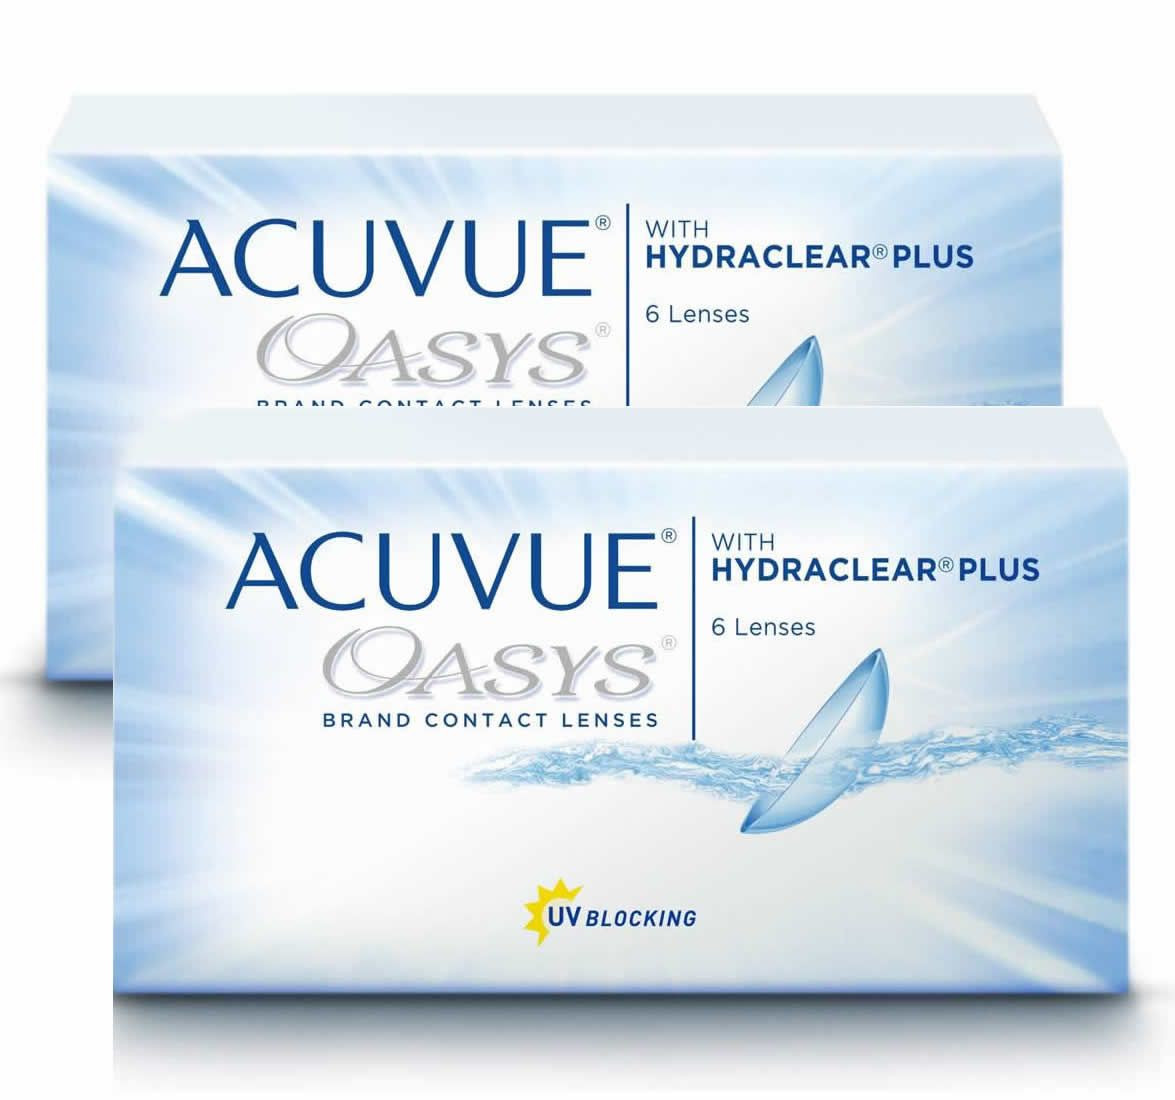 ACUVUE®
OASYS®
BRAND CONTACT LENSES
WITH
HYDRACLEAR® PLUS
6 Lenses
ACUVUE®
OASYS®
BRAND CONTACT LENSES
WITH
HYDRACLEAR® PLUS
6 Lenses
UV BLOCKING